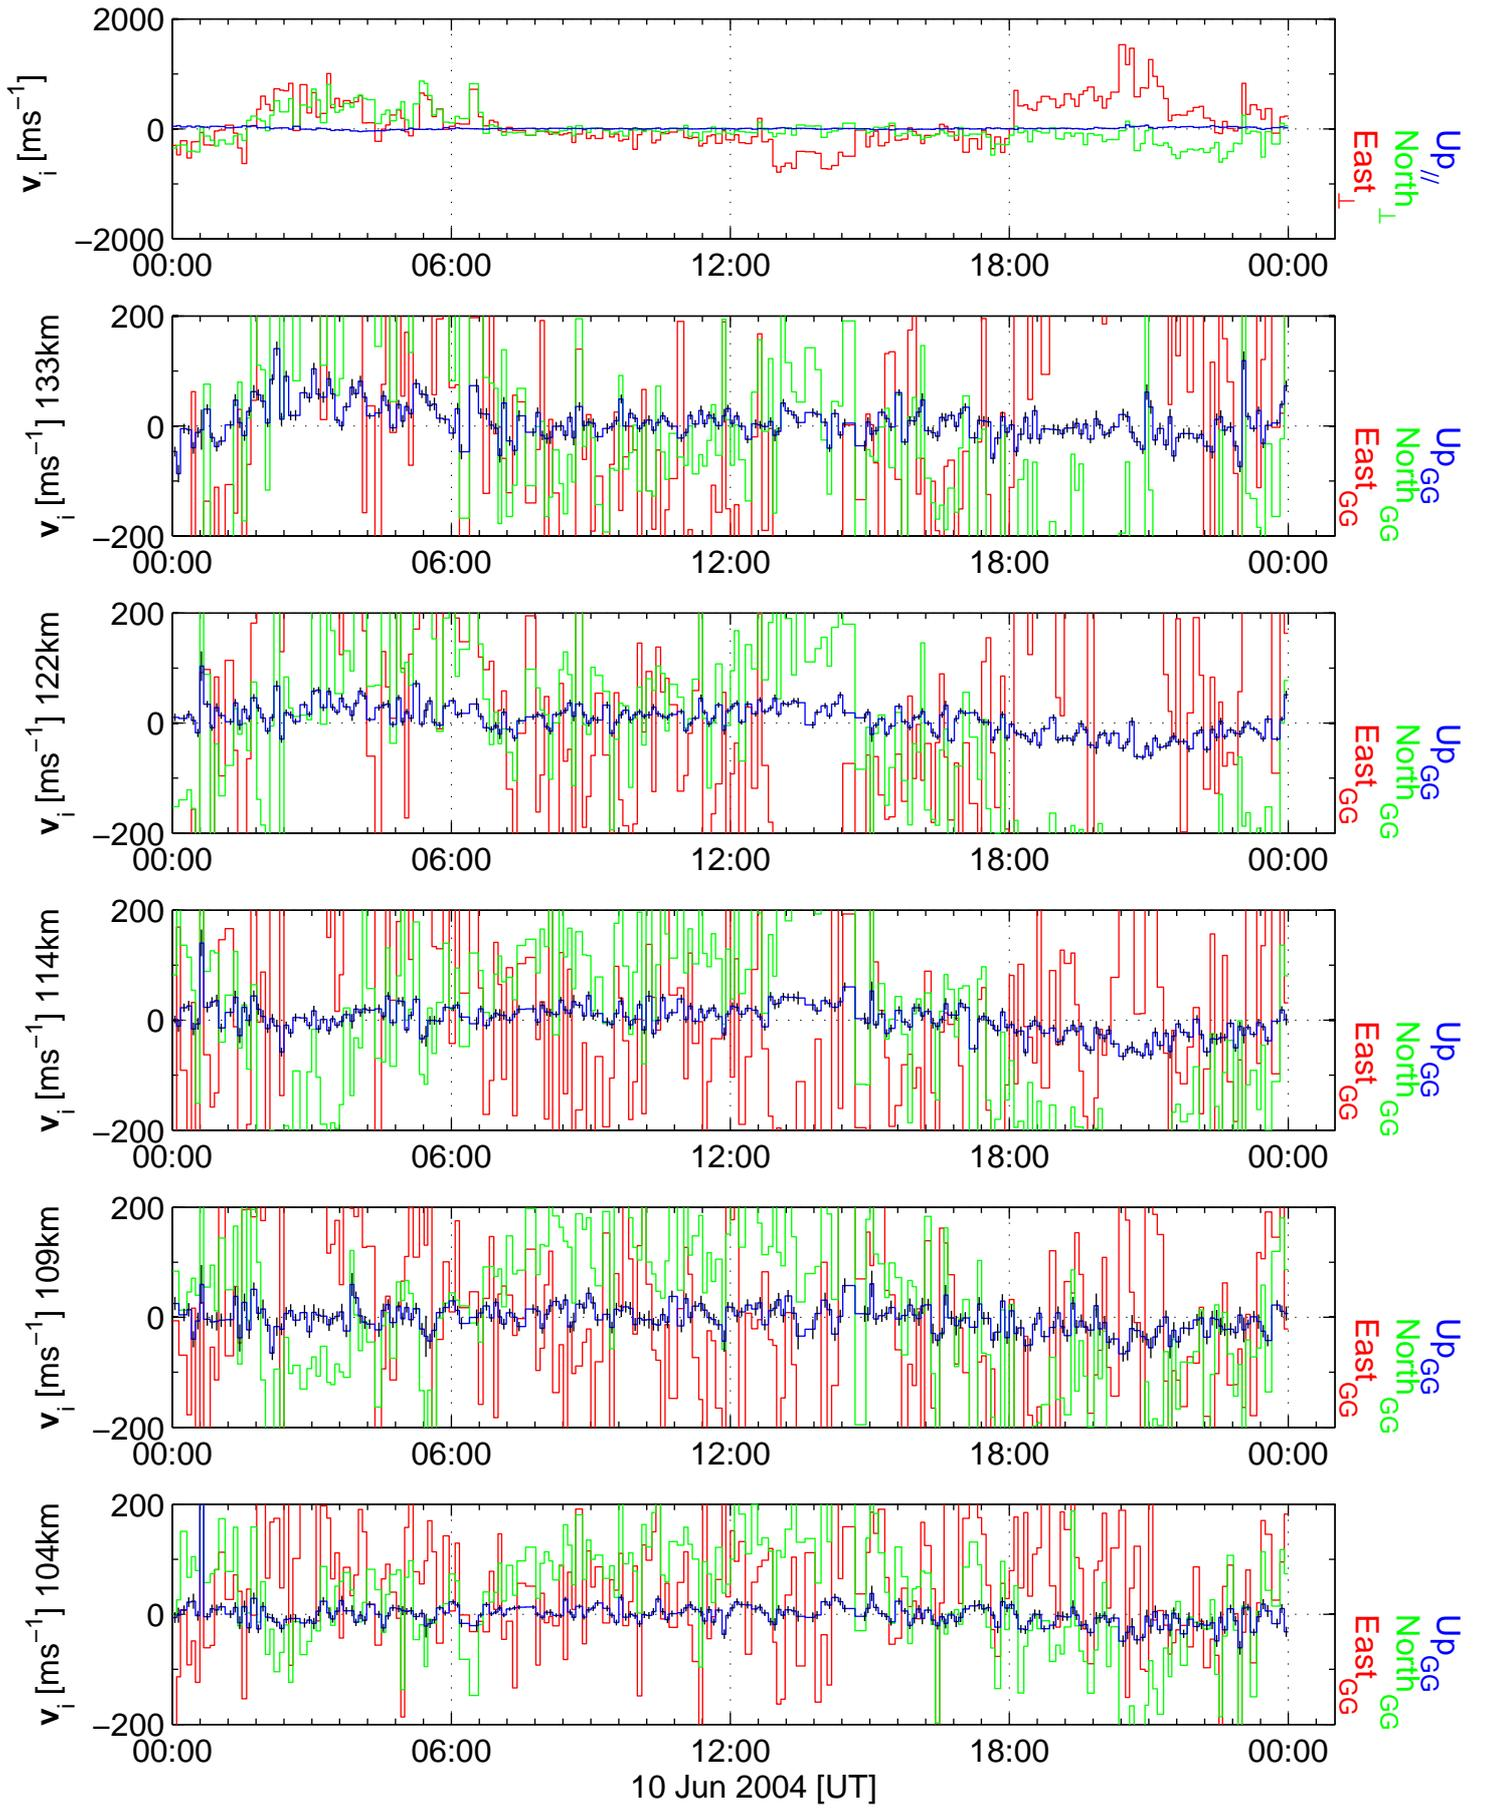 2000
0
−2000
v_i [ms^−1]
00:00 06:00 12:00 18:00 00:00
East_⊥
North_⊥
Up_//
200
0
−200
v_i [ms^−1] 133km
00:00 06:00 12:00 18:00 00:00
East_GG
North_GG
Up_GG
200
0
−200
v_i [ms^−1] 122km
00:00 06:00 12:00 18:00 00:00
East_GG
North_GG
Up_GG
200
0
−200
v_i [ms^−1] 114km
00:00 06:00 12:00 18:00 00:00
East_GG
North_GG
Up_GG
200
0
−200
v_i [ms^−1] 109km
00:00 06:00 12:00 18:00 00:00
East_GG
North_GG
Up_GG
200
0
−200
v_i [ms^−1] 104km
00:00 06:00 12:00 18:00 00:00
East_GG
North_GG
Up_GG
10 Jun 2004 [UT]